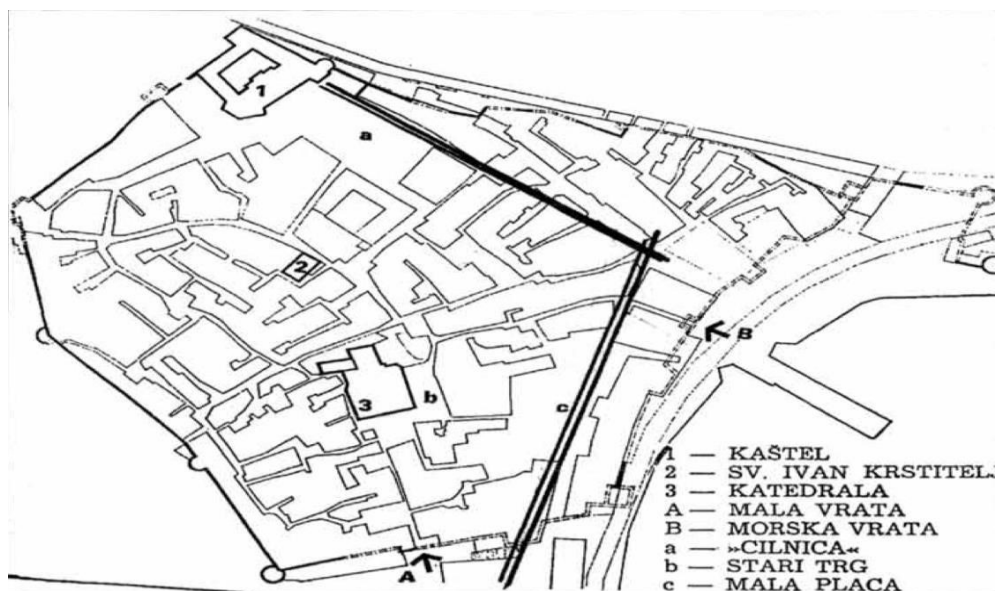 1
a
2
B
3
b
c
A
1 — KAŠTEL
2 — SV. IVAN KRSTITELJ
3 — KATEDRALA
A — MALA VRATA
B — MORSKA VRATA
a — »CILNICA«
b — STARI TRG
c — MALA PLACA